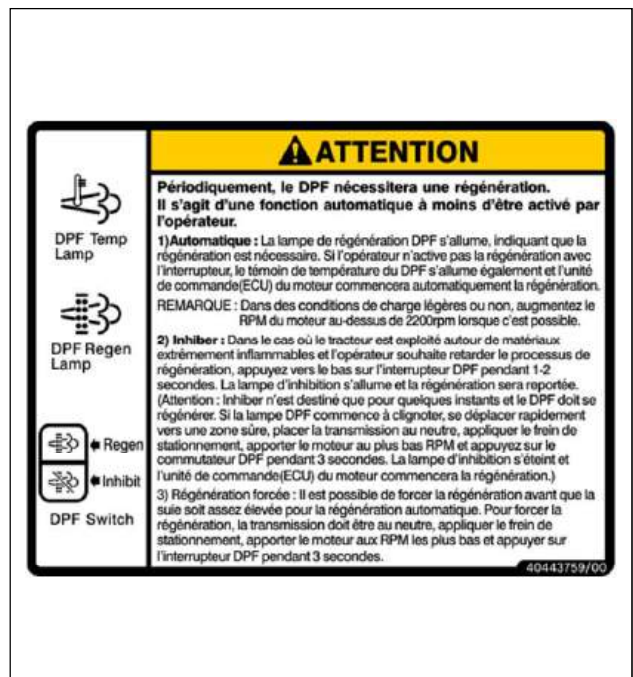 DPF Temp
Lamp
DPF Regen
Lamp
Regen
Inhibit
DPF Switch
ATTENTION
Périodiquement, le DPF nécessitera une régénération.
Il s'agit d'une fonction automatique à moins d'être activé par
l'opérateur.
1)Automatique : La lampe de régénération DPF s'allume, indiquant que la
régénération est nécessaire. Si l'opérateur n'active pas la régénération avec
l'interrupteur, le témoin de température du DPF s'allume également et l'unité
de commande(ECU) du moteur commencera automatiquement la régénération.
REMARQUE : Dans des conditions de charge légères ou non, augmentez le
RPM du moteur au-dessus de 2200rpm lorsque c'est possible.
2) Inhiber : Dans le cas où le tracteur est exploité autour de matériaux
extrêmement inflammables et l'opérateur souhaite retarder le processus de
régénération, appuyez vers le bas sur l'interrupteur DPF pendant 1-2
secondes. La lampe d'inhibition s'allume et la régénération sera reportée.
(Attention : Inhiber n'est destiné que pour quelques instants et le DPF doit se
régénérer. Si la lampe DPF commence à clignoter, se déplacer rapidement
vers une zone sûre, placer la transmission au neutre, appliquer le frein de
stationnement, apporter le moteur au plus bas RPM et appuyez sur le
commutateur DPF pendant 3 secondes. La lampe d'inhibition s'éteint et
l'unité de commande(ECU) du moteur commencera la régénération.)
3) Régénération forcée : Il est possible de forcer la régénération avant que la
suie soit assez élevée pour la régénération automatique. Pour forcer la
régénération, la transmission doit être au neutre, appliquer le frein de
stationnement, apporter le moteur aux RPM les plus bas et appuyer sur
l'interrupteur DPF pendant 3 secondes.
40443759/00